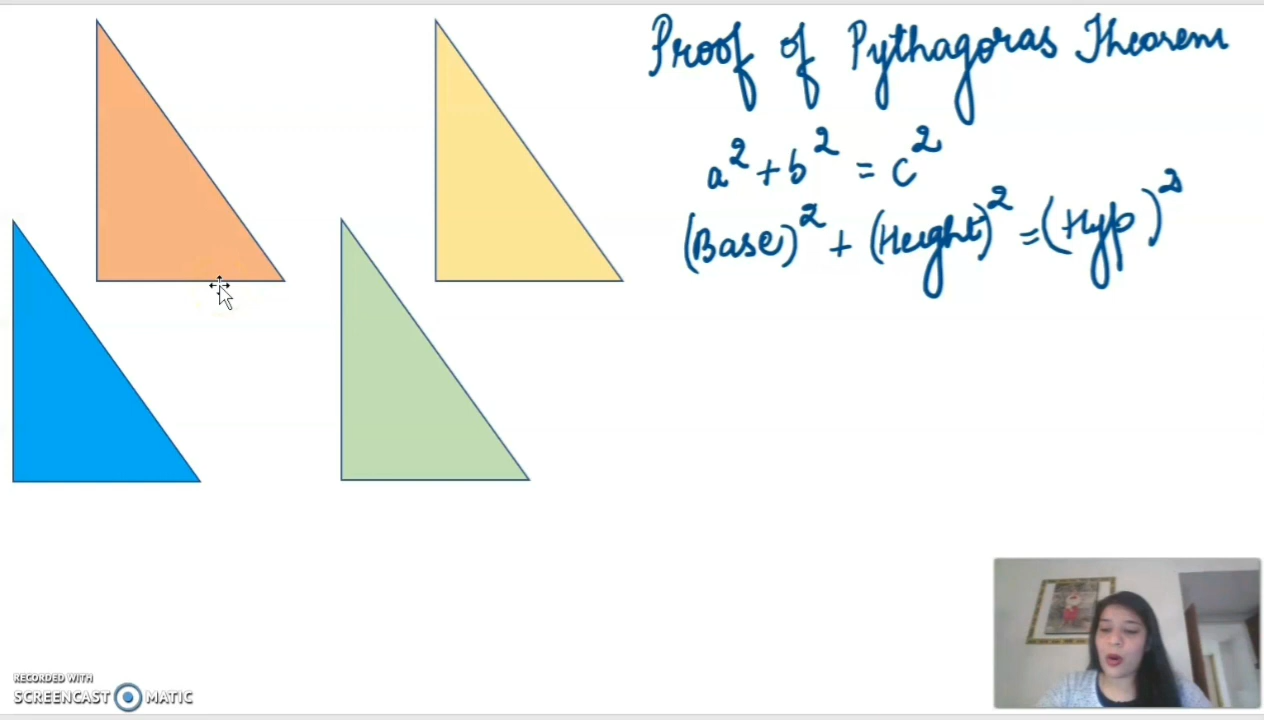 Proof of Pythagoras Theorem
a² + b² = c²
(Base)² + (Height)² = (Hyp)²
RECORDED WITH
SCREENCAST MATIC